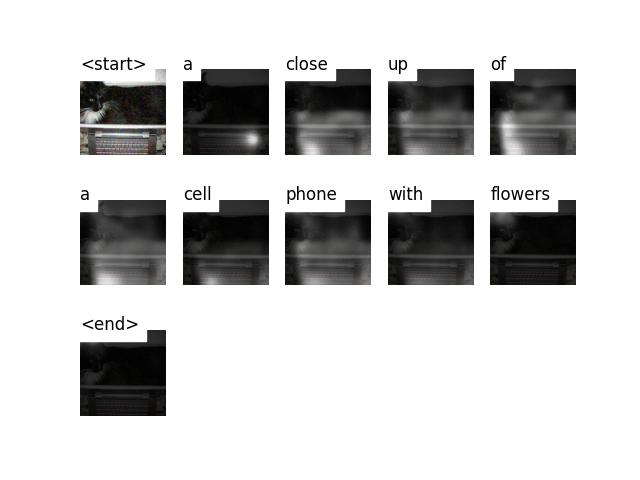 <start> a close up of
a cell phone with flowers
<end>